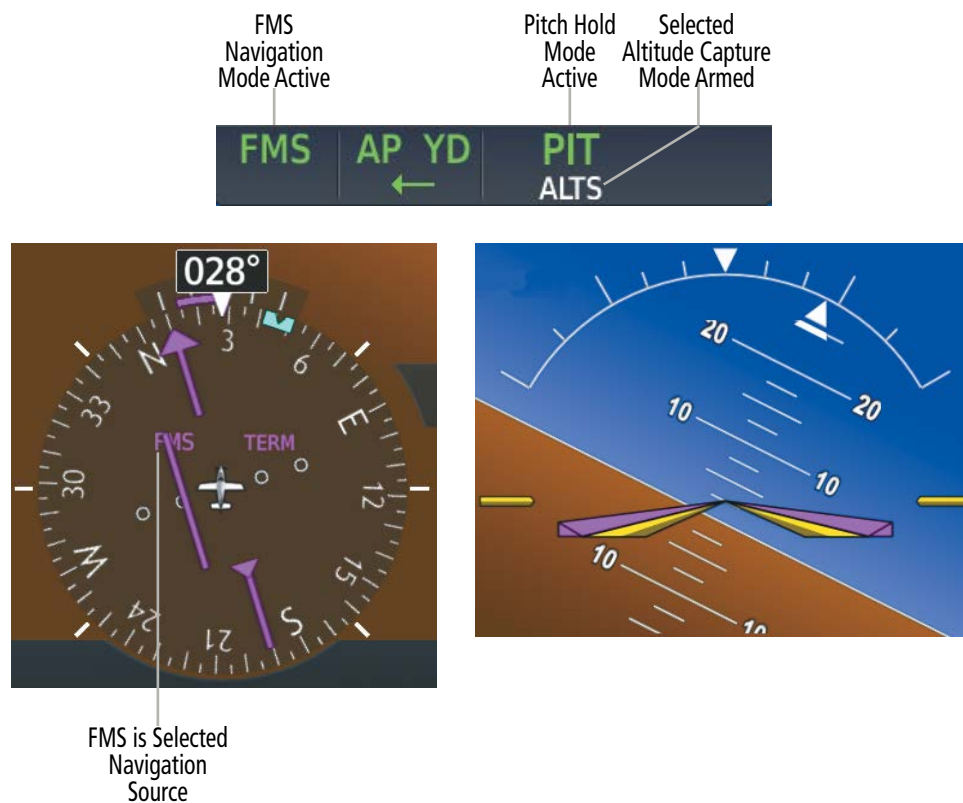 FMS
Navigation
Mode Active
Pitch Hold
Mode
Active
Selected
Altitude Capture
Mode Armed
FMS
AP YD
←
PIT
ALTS
028°
N
3
6
E
12
15
S
21
24
W
30
33
FMS
TERM
20
20
10
10
10
10
FMS is Selected
Navigation
Source